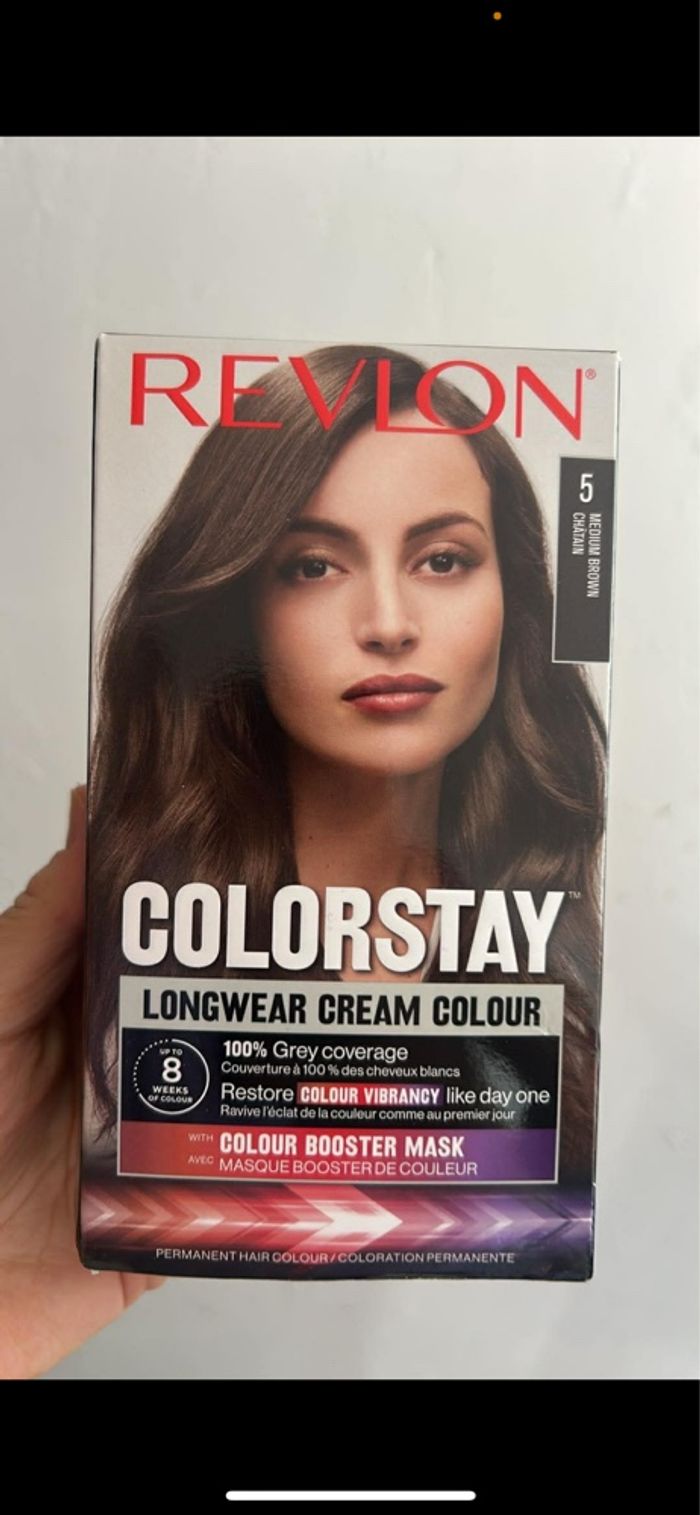 REVLON®
5
MEDIUM BROWN
CHÂTAIN
COLORSTAY™
LONGWEAR CREAM COLOUR
UP TO
8
WEEKS
OF COLOUR
100% Grey coverage
Couverture à 100 % des cheveux blancs
Restore COLOUR VIBRANCY like day one
Ravive l'éclat de la couleur comme au premier jour
WITH COLOUR BOOSTER MASK
AVEC MASQUE BOOSTER DE COULEUR
PERMANENT HAIR COLOUR / COLORATION PERMANENTE